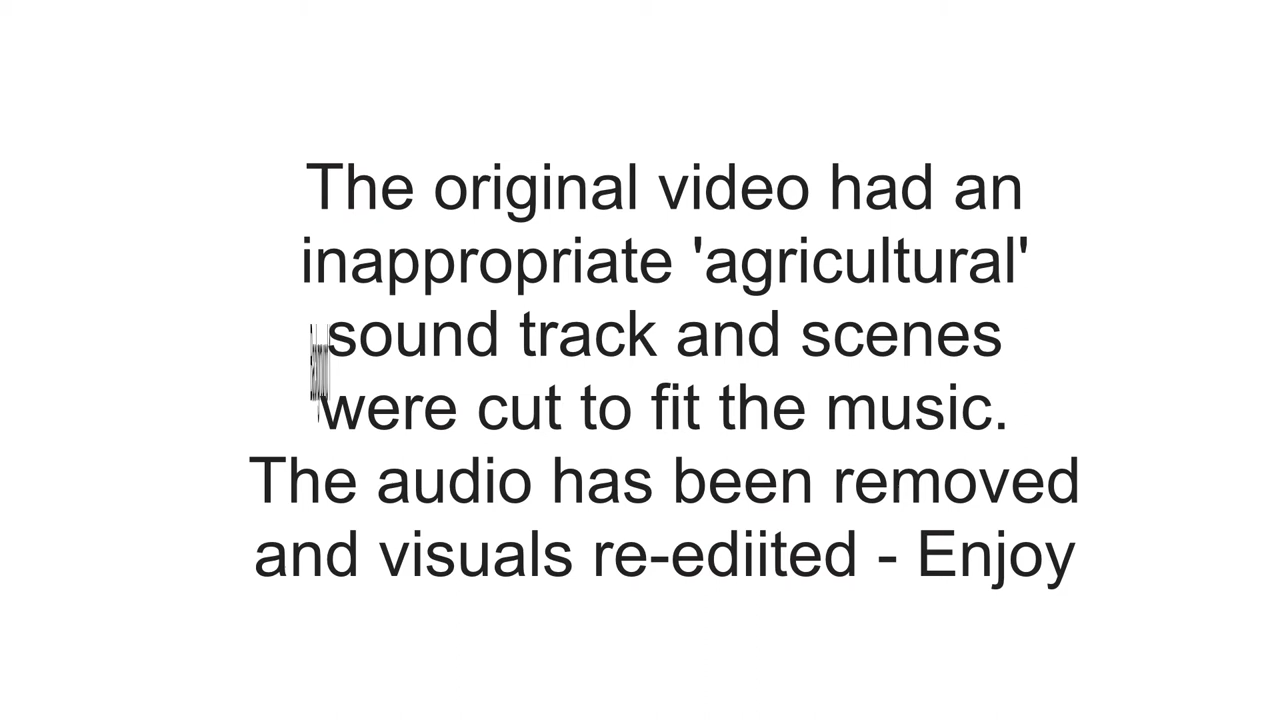 The original video had an
inappropriate 'agricultural'
sound track and scenes
were cut to fit the music.
The audio has been removed
and visuals re-ediited - Enjoy